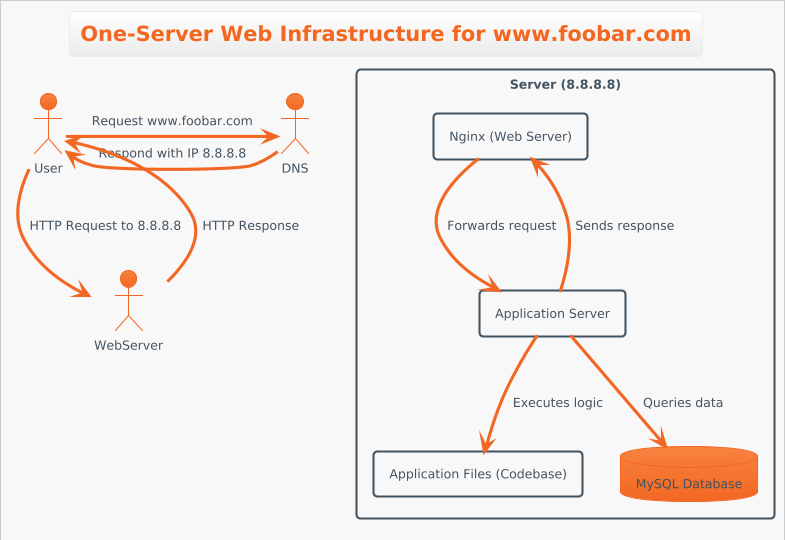 One-Server Web Infrastructure for www.foobar.com
Server (8.8.8.8)
Request www.foobar.com
Respond with IP 8.8.8.8
User
DNS
HTTP Request to 8.8.8.8
HTTP Response
WebServer
Nginx (Web Server)
Forwards request
Sends response
Application Server
Executes logic
Queries data
Application Files (Codebase)
MySQL Database